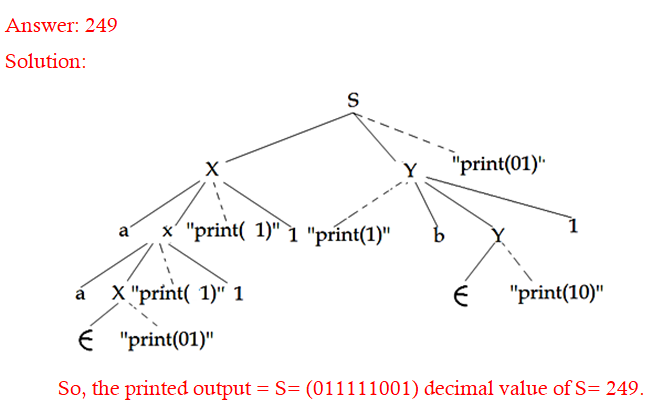 Answer: 249
Solution:
S
X Y "print(01)"
a x "print( 1)" 1 "print(1)" b Y 1
a X "print( 1)" 1 ∈ "print(10)"
∈ "print(01)"
So, the printed output = S= (011111001) decimal value of S= 249.